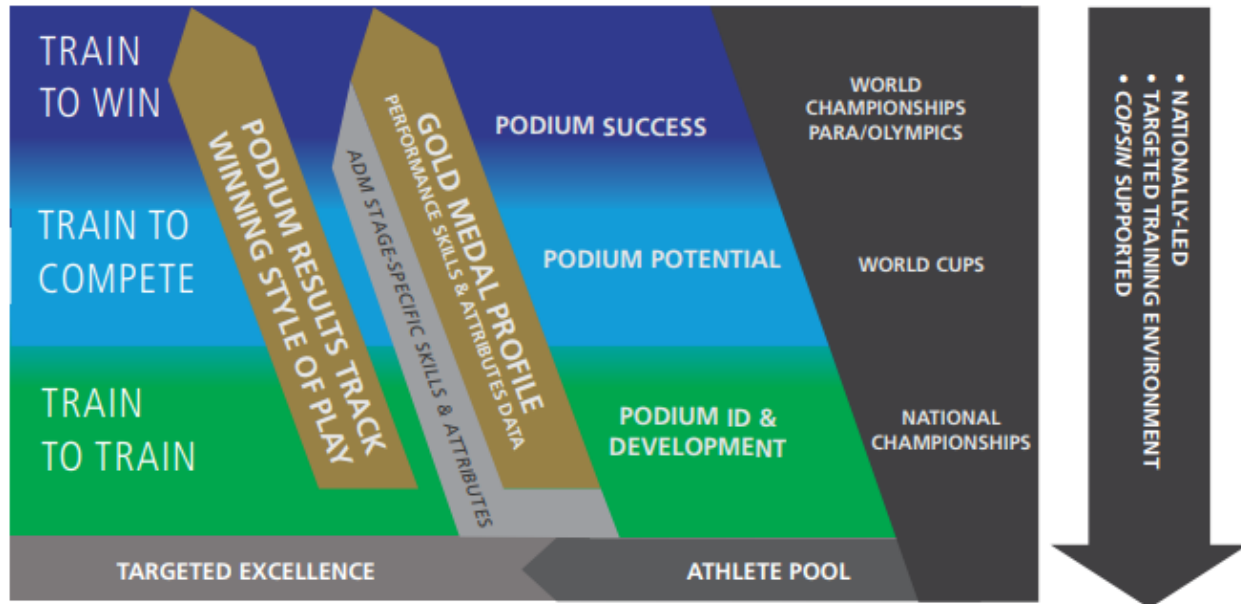 TRAIN
TO WIN
PODIUM RESULTS TRACK
WINNING STYLE OF PLAY
ADM STAGE-SPECIFIC SKILLS & ATTRIBUTES
GOLD MEDAL PROFILE
PERFORMANCE SKILLS & ATTRIBUTES DATA
PODIUM SUCCESS
WORLD
CHAMPIONSHIPS
PARA/OLYMPICS
TRAIN TO
COMPETE
PODIUM POTENTIAL
WORLD CUPS
TRAIN
TO TRAIN
PODIUM ID &
DEVELOPMENT
NATIONAL
CHAMPIONSHIPS
TARGETED EXCELLENCE
ATHLETE POOL
• NATIONALLY-LED
• TARGETED TRAINING ENVIRONMENT
• COPSIN SUPPORTED